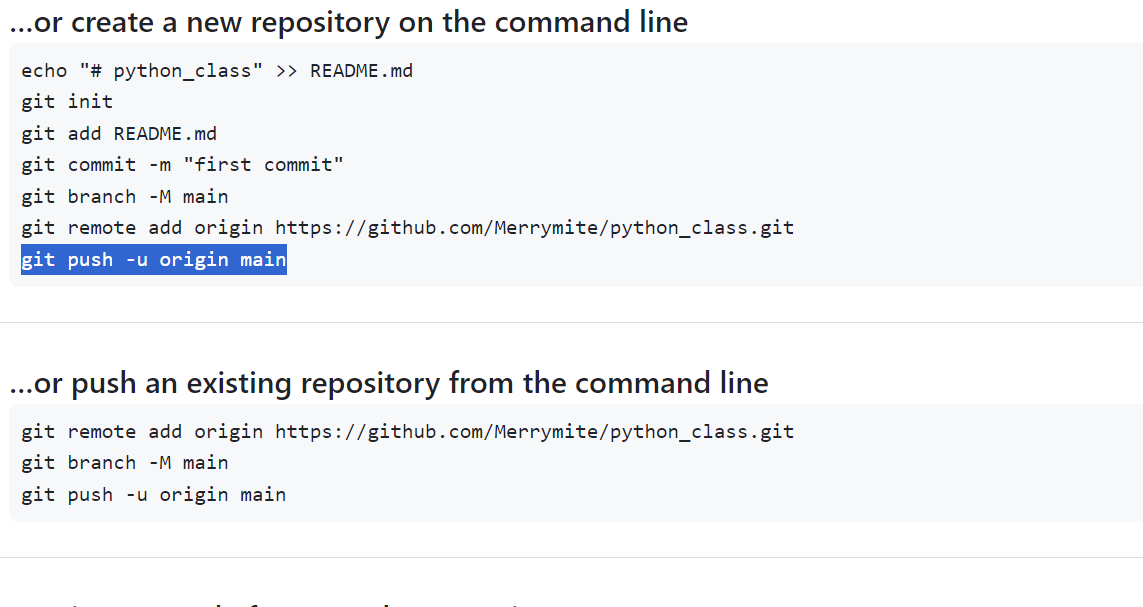 ...or create a new repository on the command line
echo "# python_class" >> README.md
git init
git add README.md
git commit -m "first commit"
git branch -M main
git remote add origin https://github.com/Merrymite/python_class.git
git push -u origin main
...or push an existing repository from the command line
git remote add origin https://github.com/Merrymite/python_class.git
git branch -M main
git push -u origin main